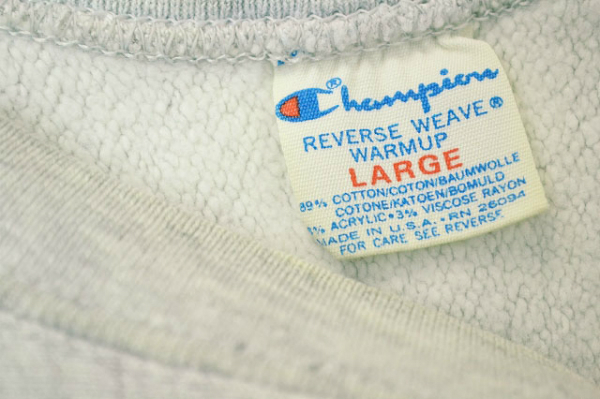 Champion®
REVERSE WEAVE®
WARMUP
LARGE
89% COTTON/COTON/BAUMWOLLE
COTONE/KATOEN/BOMULD
% ACRYLIC•3% VISCOSE RAYON
MADE IN U.S.A.•RN 26094
FOR CARE SEE REVERSE